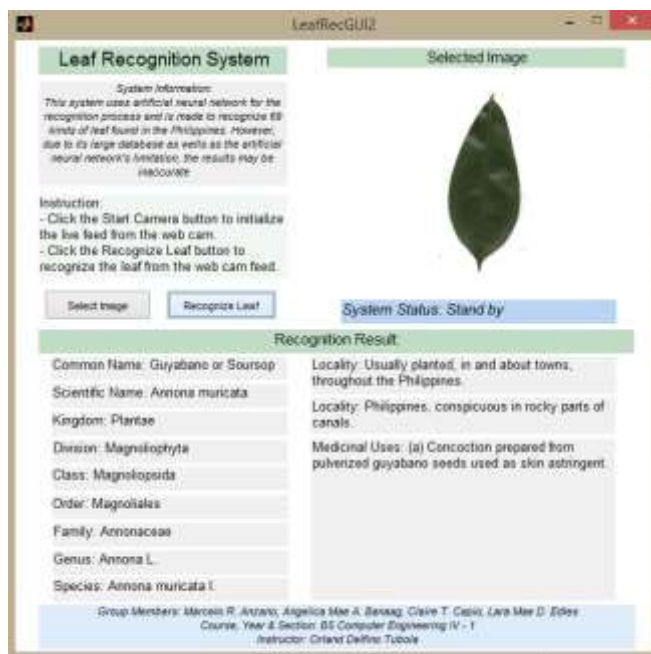 LeafRecGUI2
Leaf Recognition System
System Information:
This system uses artificial neural network for the
recognition process and is made to recognize 69
kinds of leaf found in the Philippines. However,
due to its large database as wells as the artificial
neural network's limitation, the results may be
inaccurate
Instruction:
- Click the Start Camera button to initialize
the live feed from the web cam.
- Click the Recognize Leaf button to
recognize the leaf from the web cam feed.
Select Image
Recognize Leaf
Selected Image
System Status: Stand by
Recognition Result
Common Name: Guyabano or Soursop
Scientific Name: Annona muricata
Kingdom: Plantae
Division: Magnoliophyta
Class: Magnoliopsida
Order: Magnoliales
Family: Annonaceae
Genus: Annona L.
Species: Annona muricata l.
Locality: Usually planted, in and about towns,
throughout the Philippines.
Locality: Philippines, conspicuous in rocky parts of
canals.
Medicinal Uses: (a) Concoction prepared from
pulverized guyabano seeds used as skin astringent.
Group Members: R. Anzano, Angelica Mae A. Banaag, Claire T. Capio, Lara Mae D.
Course, Year & Section: BS Computer Engineering IV - 1
Instructor: Delfino